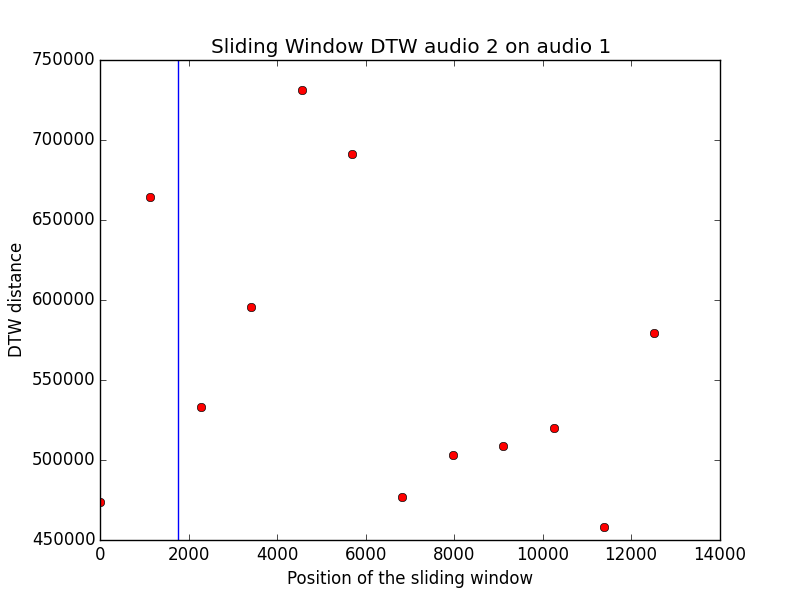 Sliding Window DTW audio 2 on audio 1
750000
700000
650000
600000
550000
500000
450000
DTW distance
0 2000 4000 6000 8000 10000 12000 14000
Position of the sliding window